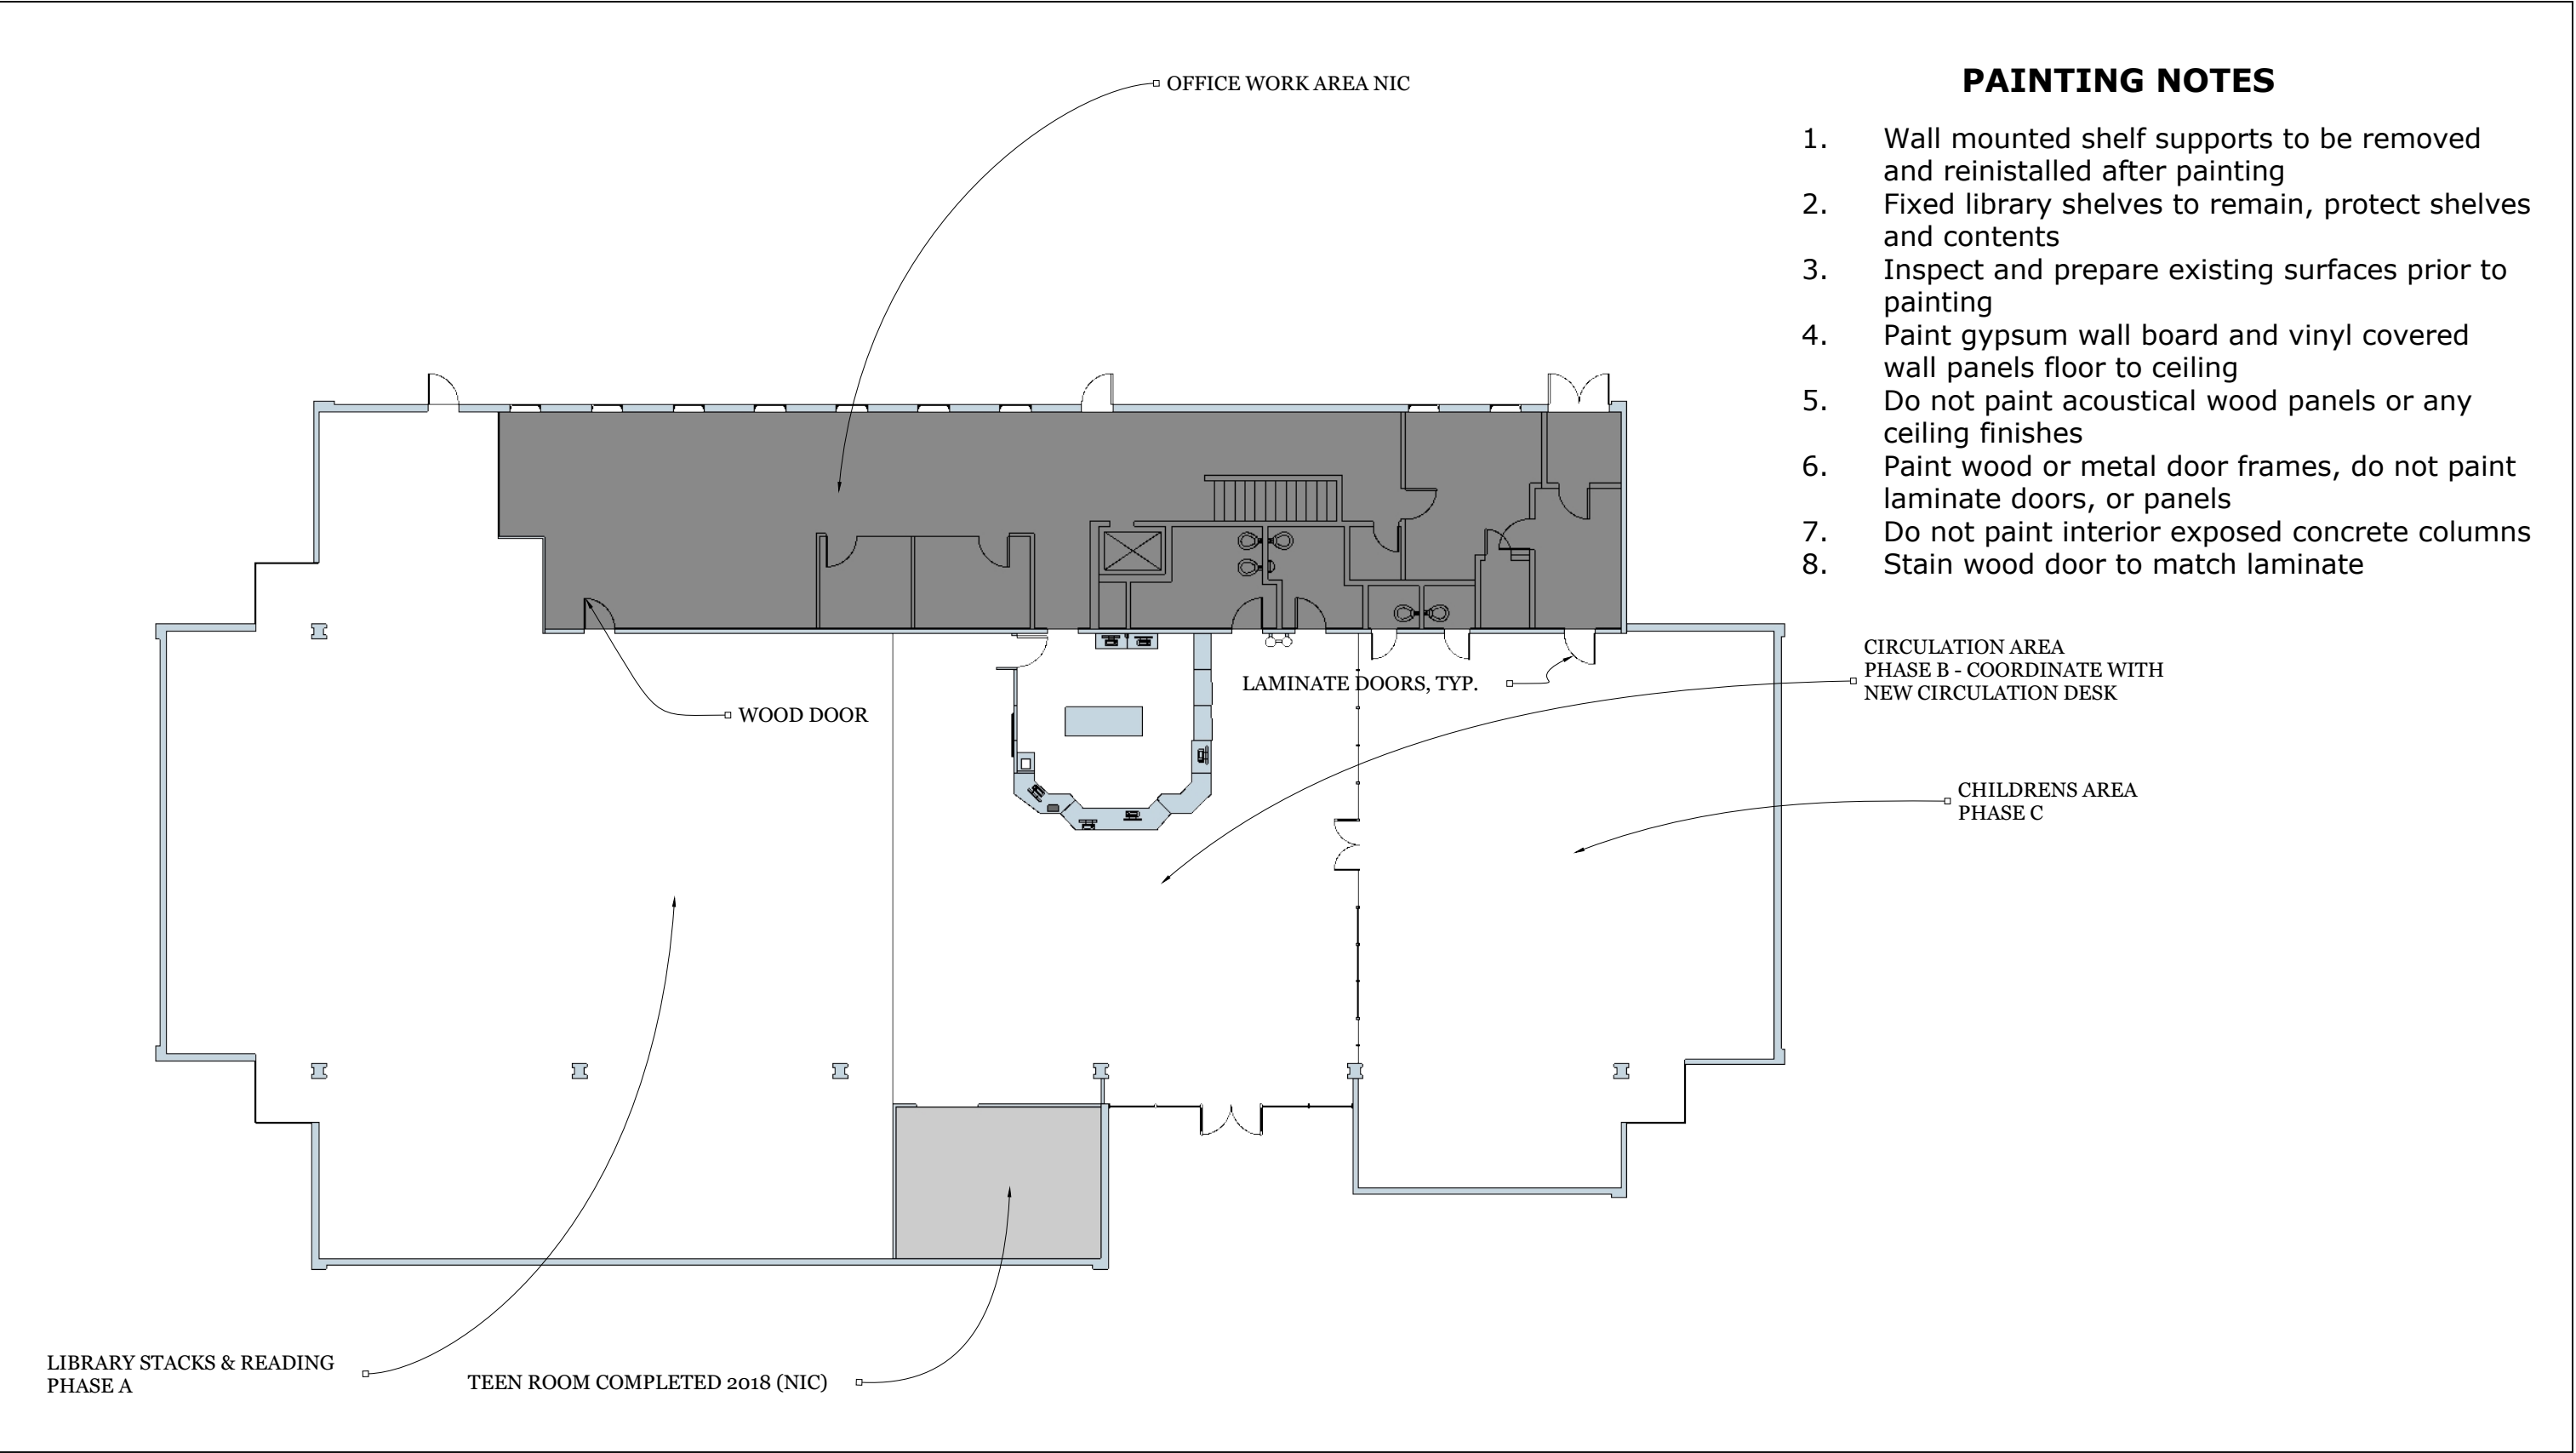 OFFICE WORK AREA NIC
PAINTING NOTES
1. Wall mounted shelf supports to be removed
and reinistalled after painting
2. Fixed library shelves to remain, protect shelves
and contents
3. Inspect and prepare existing surfaces prior to
painting
4. Paint gypsum wall board and vinyl covered
wall panels floor to ceiling
5. Do not paint acoustical wood panels or any
ceiling finishes
6. Paint wood or metal door frames, do not paint
laminate doors, or panels
7. Do not paint interior exposed concrete columns
8. Stain wood door to match laminate
CIRCULATION AREA
PHASE B - COORDINATE WITH
NEW CIRCULATION DESK
LAMINATE DOORS, TYP.
WOOD DOOR
CHILDRENS AREA
PHASE C
LIBRARY STACKS & READING
PHASE A
TEEN ROOM COMPLETED 2018 (NIC)